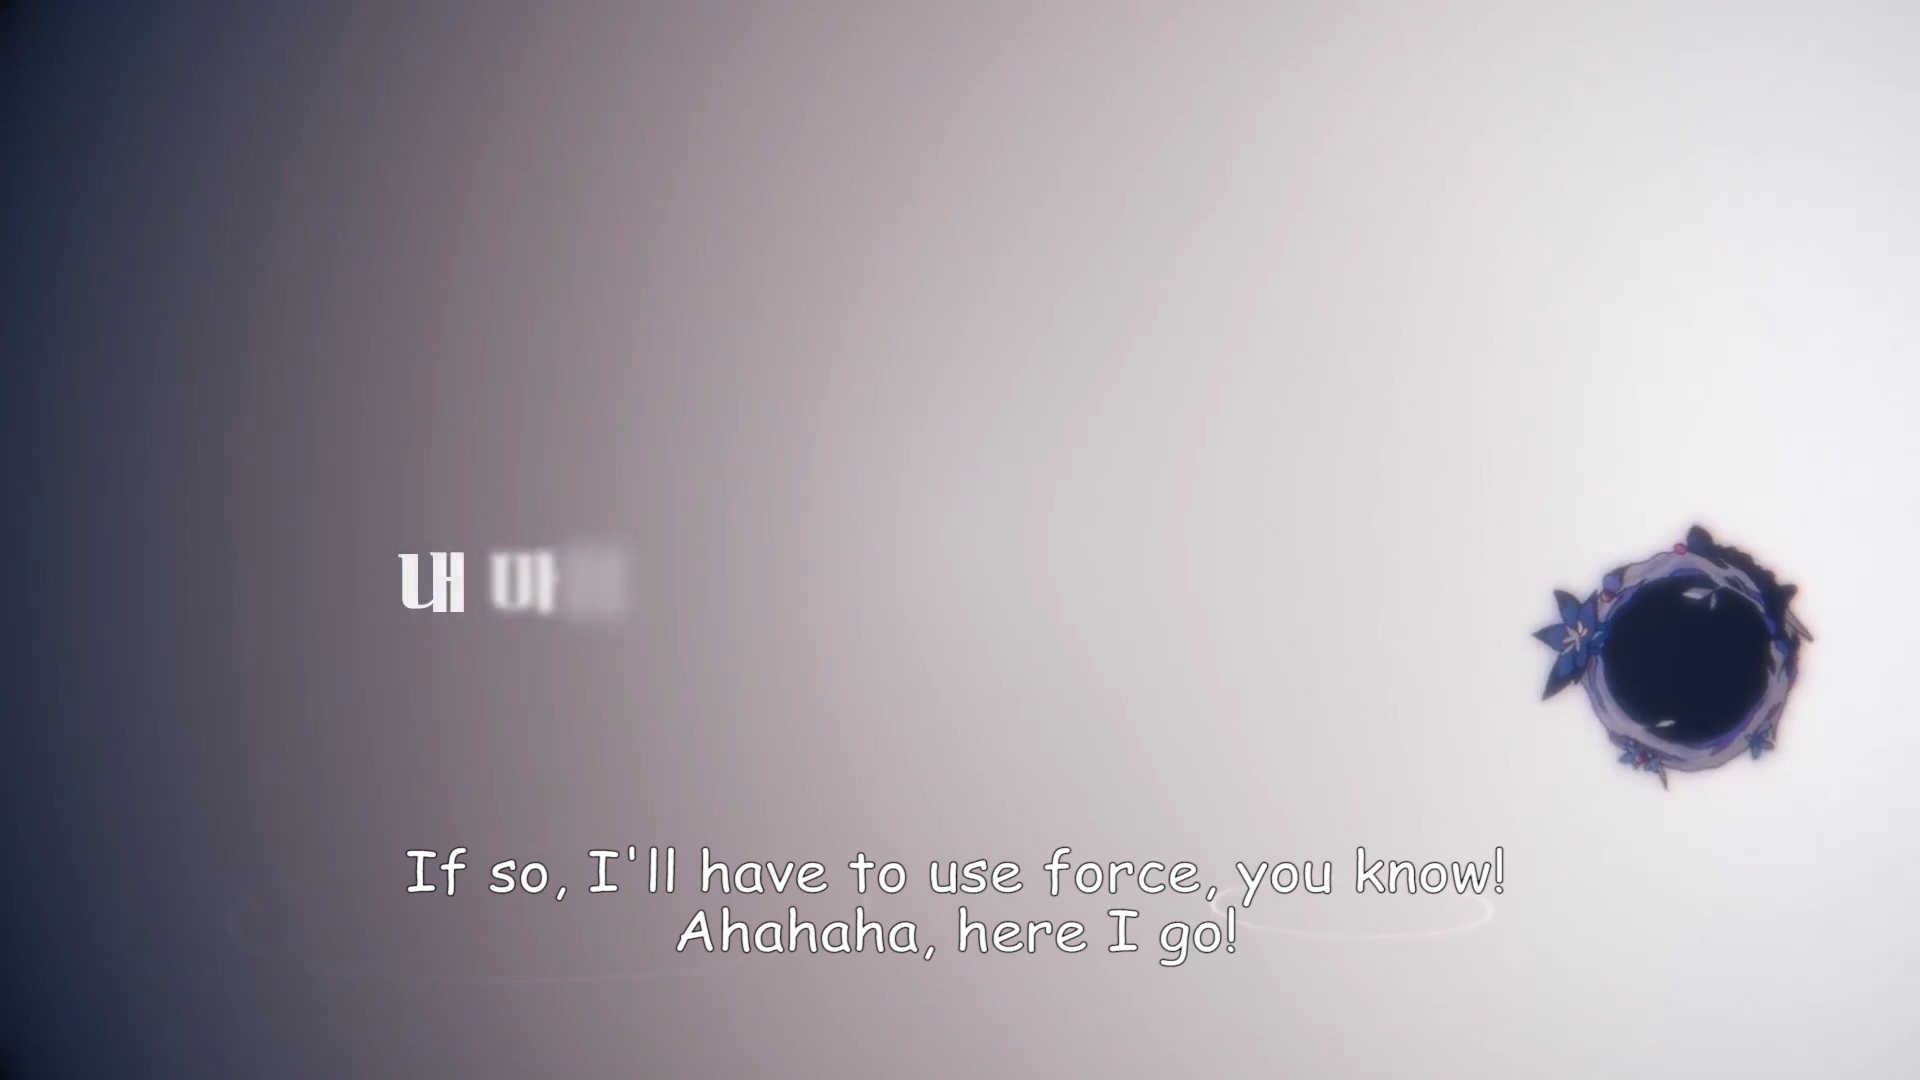 내
If so, I'll have to use force, you know!
Ahahaha, here I go!